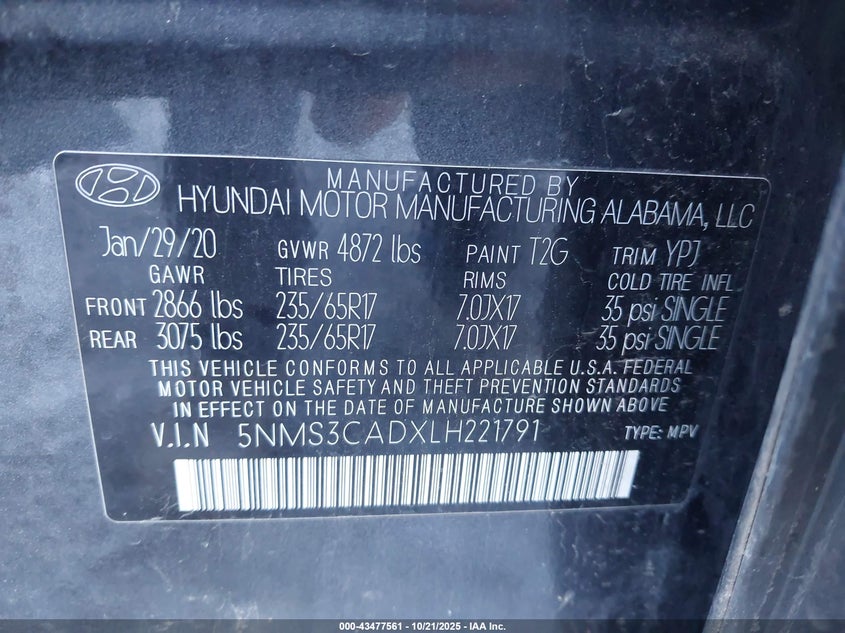 MANUFACTURED BY
HYUNDAI MOTOR MANUFACTURING ALABAMA, LLC
Jan/29/20 GVWR 4872 lbs PAINT T2G TRIM YPJ
GAWR TIRES RIMS COLD TIRE INFL
FRONT 2866 lbs 235/65R17 7.0JX17 35 psi SINGLE
REAR 3075 lbs 235/65R17 7.0JX17 35 psi SINGLE
THIS VEHICLE CONFORMS TO ALL APPLICABLE U.S.A. FEDERAL
MOTOR VEHICLE SAFETY AND THEFT PREVENTION STANDARDS
IN EFFECT ON THE DATE OF MANUFACTURE SHOWN ABOVE
V.I.N 5NMS3CADXLH221791 TYPE: MPV
000-43477561 - 10/21/2025 - IAA Inc.